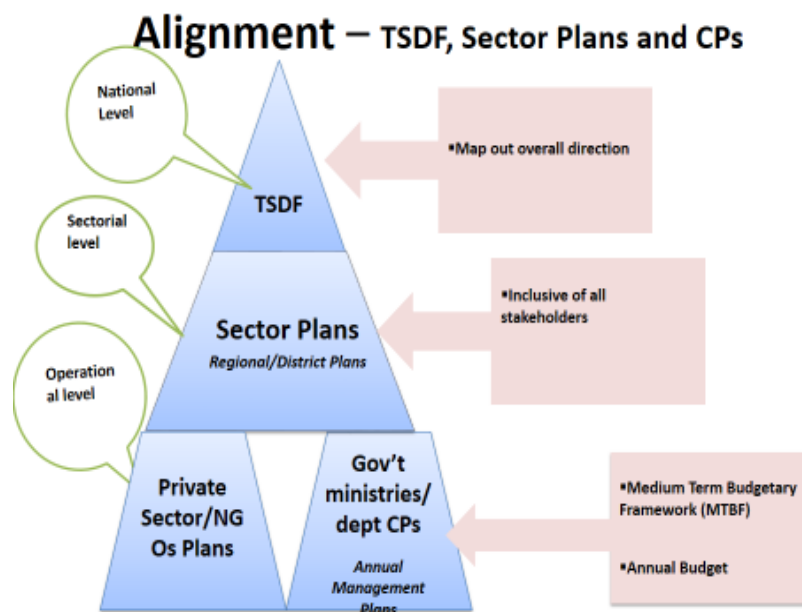 Alignment – TSDF, Sector Plans and CPs
National
Level
TSDF
▪Map out overall direction
Sectorial
level
Sector Plans
Regional/District Plans
▪Inclusive of all
stakeholders
Operation
al level
Private
Sector/NG
Os Plans
Gov't
ministries/
dept CPs
Annual
Management
Plans
▪Medium Term Budgetary
Framework (MTBF)
▪Annual Budget